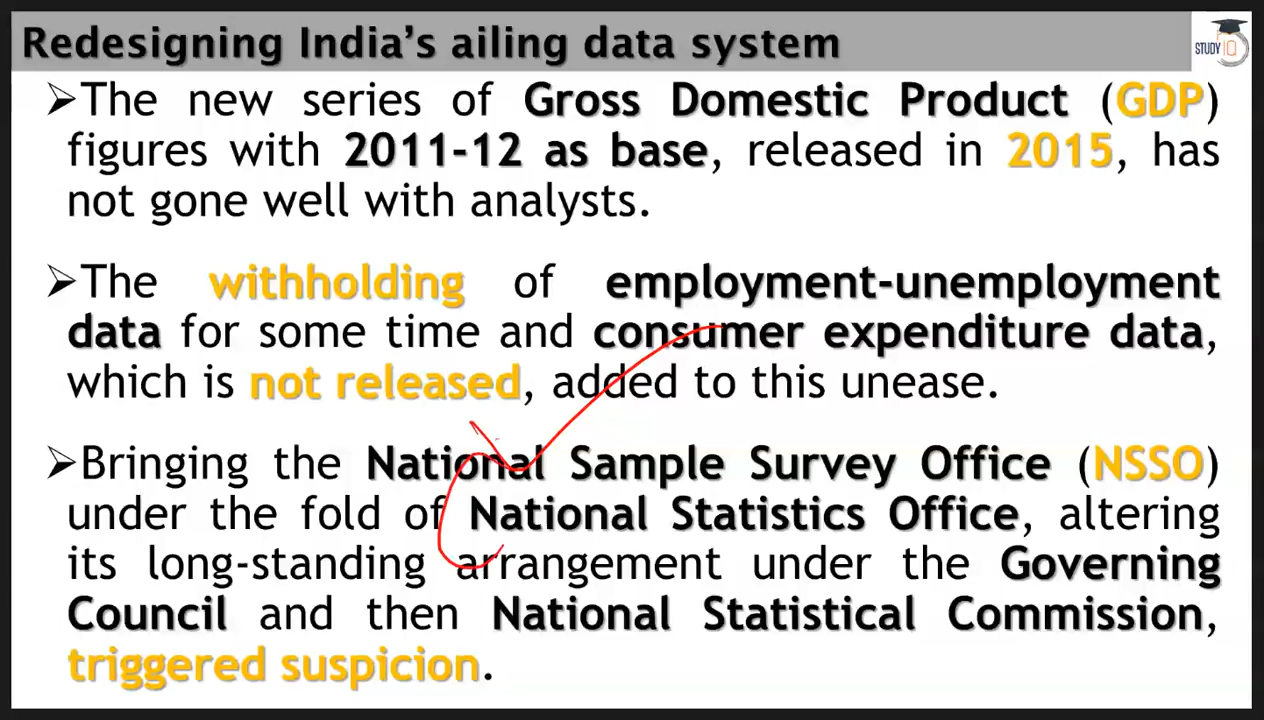 Redesigning India's ailing data system
STUDY IQ
➢The new series of Gross Domestic Product (GDP)
figures with 2011-12 as base, released in 2015, has
not gone well with analysts.
➢The withholding of employment-unemployment
data for some time and consumer expenditure data,
which is not released, added to this unease.
➢Bringing the National Sample Survey Office (NSSO)
under the fold of National Statistics Office, altering
its long-standing arrangement under the Governing
Council and then National Statistical Commission,
triggered suspicion.